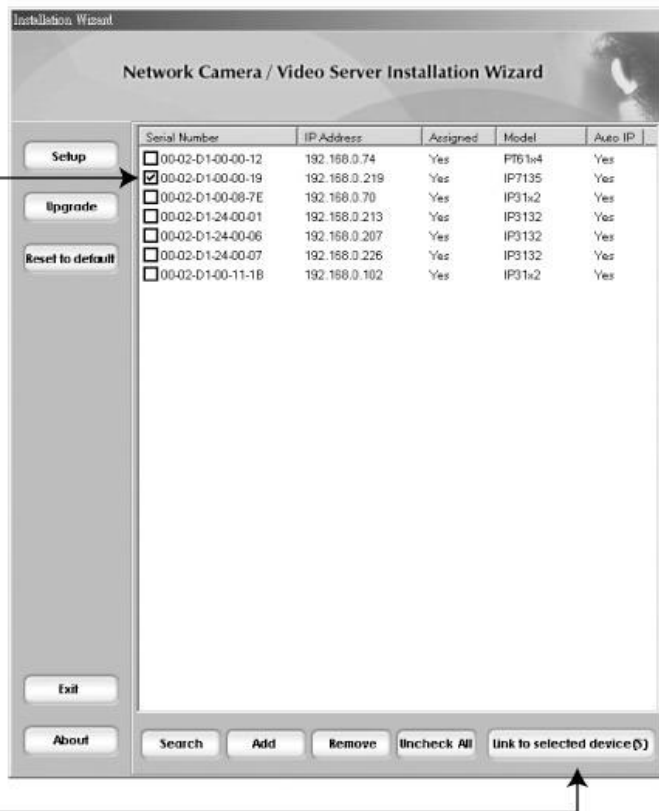 Installation Wizard
Network Camera / Video Server Installation Wizard
Setup
Upgrade
Reset to default
Serial Number IP Address Assigned Model Auto IP
00-02-D1-00-00-12 192.168.0.74 Yes PT61x4 Yes
00-02-D1-00-00-19 192.168.0.219 Yes IP7135 Yes
00-02-D1-00-08-7E 192.168.0.70 Yes IP31x2 Yes
00-02-D1-24-00-01 192.168.0.213 Yes IP3132 Yes
00-02-D1-24-00-06 192.168.0.207 Yes IP3132 Yes
00-02-D1-24-00-07 192.168.0.226 Yes IP3132 Yes
00-02-D1-00-11-1B 192.168.0.102 Yes IP31x2 Yes
Exit
About
Search Add Remove Uncheck All Link to selected device(S)